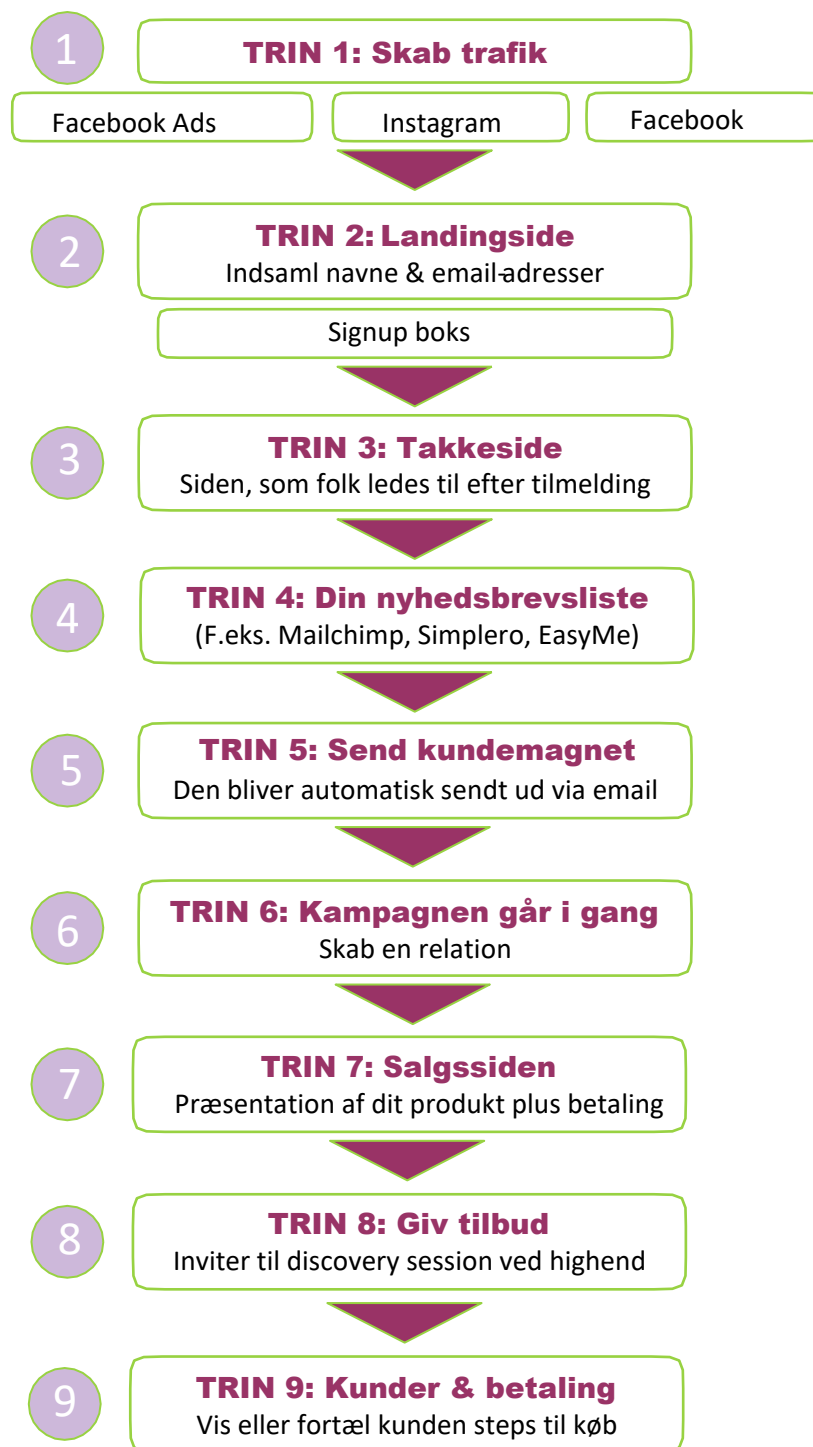 1
TRIN 1: Skab trafik
Facebook Ads
Instagram
Facebook
2
TRIN 2: Landingside
Indsaml navne & email-adresser
Signup boks
3
TRIN 3: Takkeside
Siden, som folk ledes til efter tilmelding
4
TRIN 4: Din nyhedsbrevsliste
(F.eks. Mailchimp, Simplero, EasyMe)
5
TRIN 5: Send kundemagnet
Den bliver automatisk sendt ud via email
6
TRIN 6: Kampagnen går i gang
Skab en relation
7
TRIN 7: Salgssiden
Præsentation af dit produkt plus betaling
8
TRIN 8: Giv tilbud
Inviter til discovery session ved highend
9
TRIN 9: Kunder & betaling
Vis eller fortæl kunden steps til køb